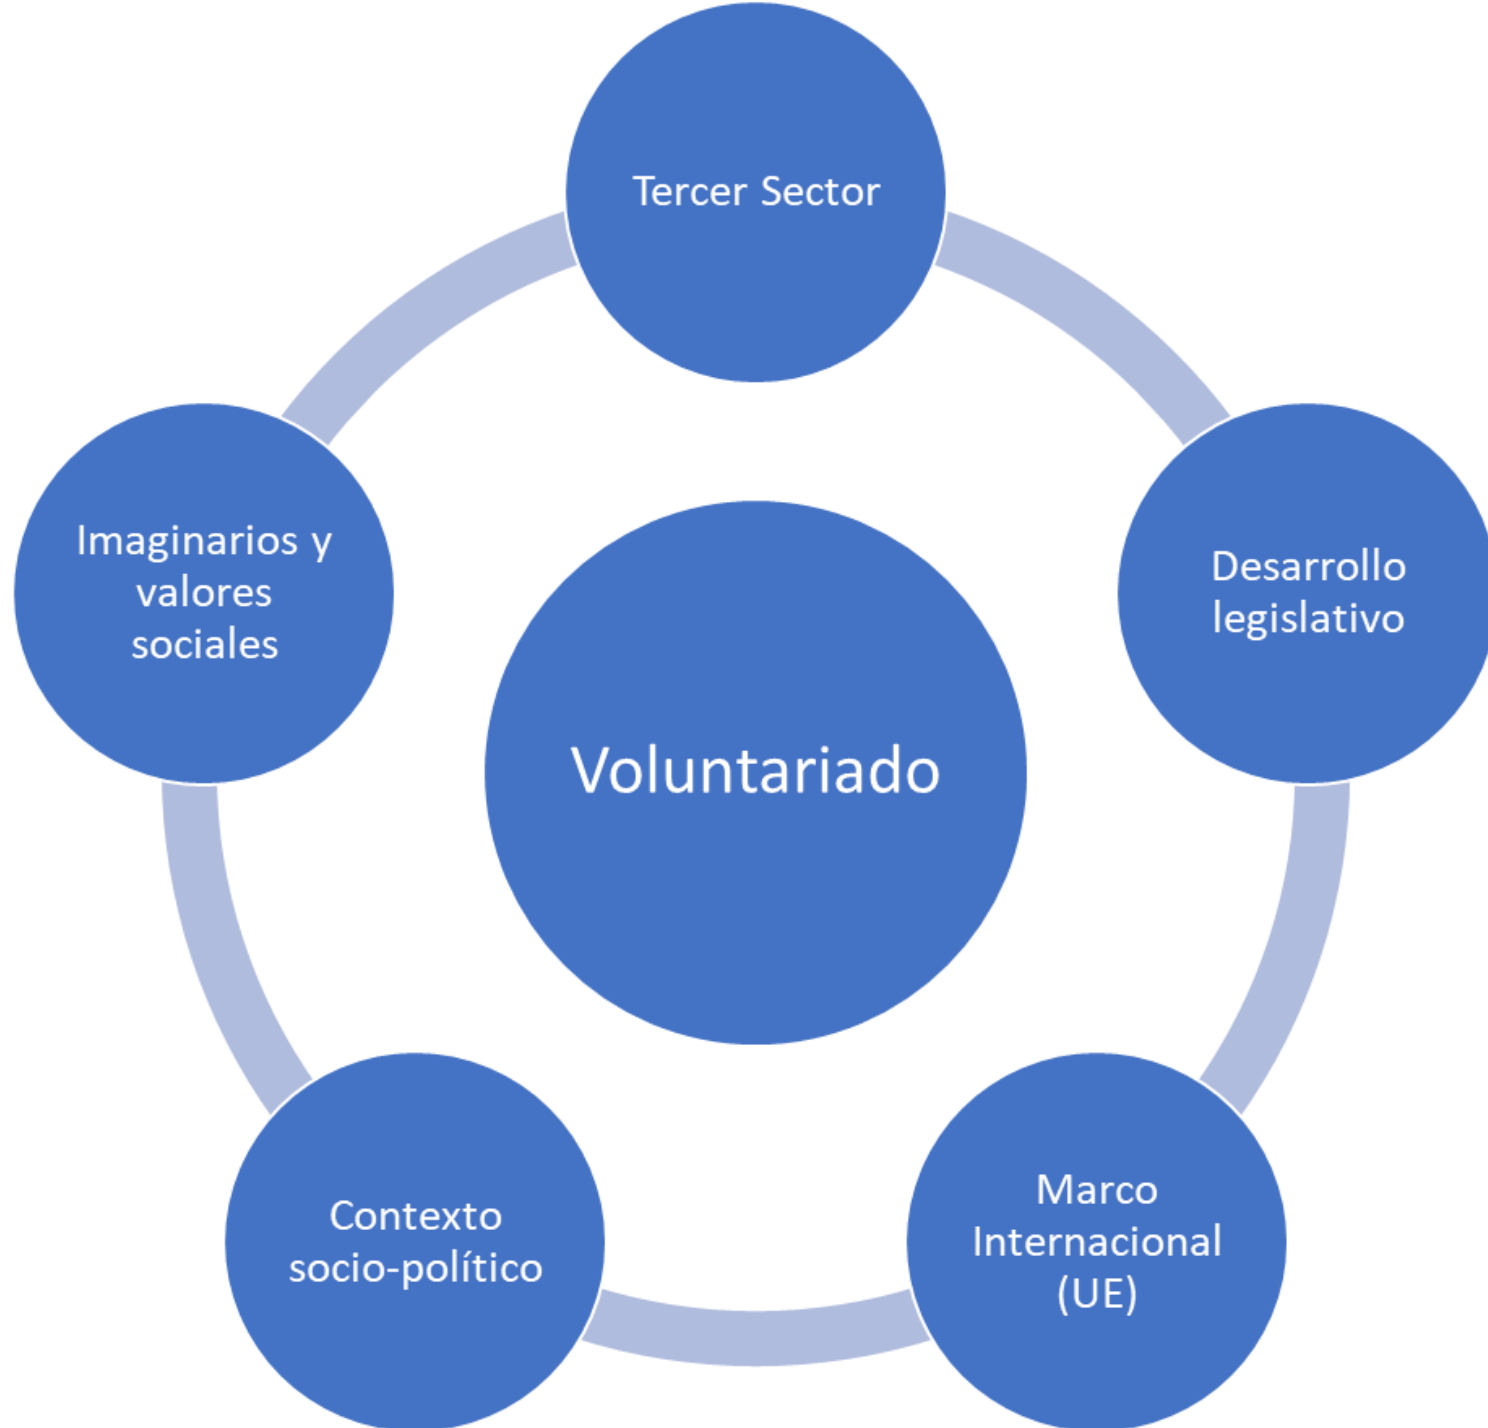 Tercer Sector
Imaginarios y
valores
sociales
Desarrollo
legislativo
Voluntariado
Contexto
socio-político
Marco
Internacional
(UE)